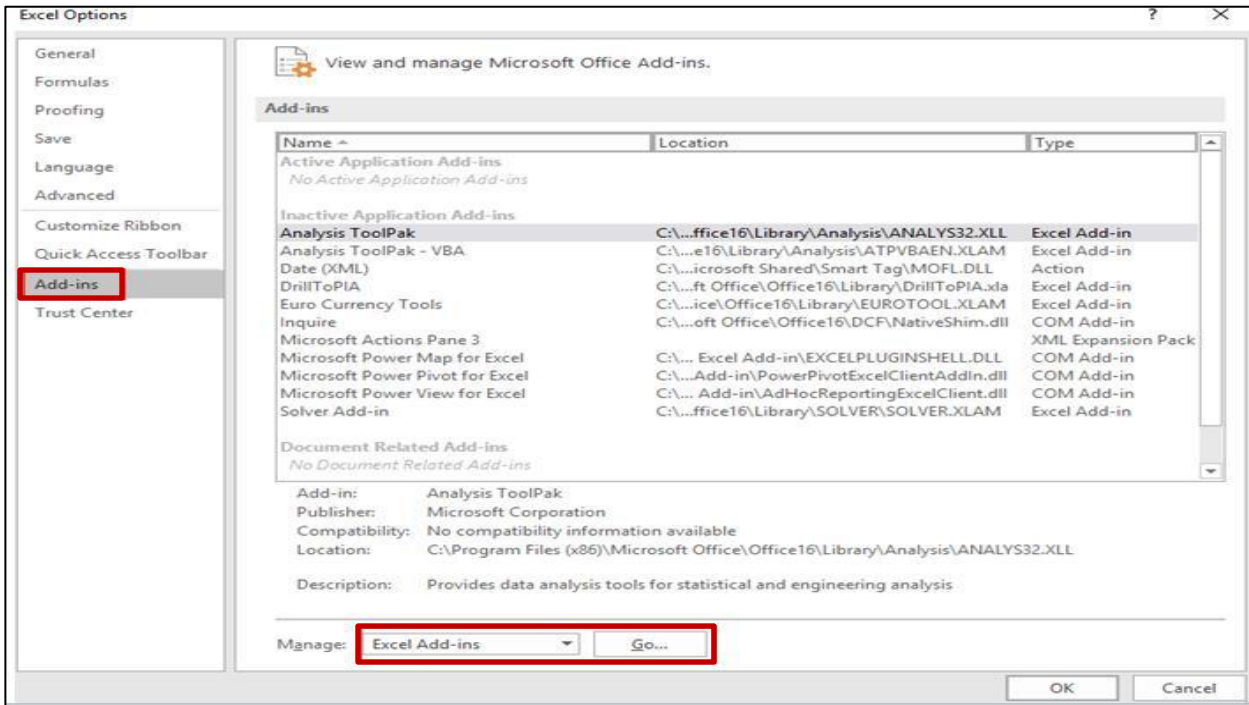 Excel Options ? ×
General
Formulas
Proofing
Save
Language
Advanced
Customize Ribbon
Quick Access Toolbar
Add-ins
Trust Center
View and manage Microsoft Office Add-ins.
Add-ins
Name Location Type
Active Application Add-ins
No Active Application Add-ins
Inactive Application Add-ins
Analysis ToolPak C:\...ffice16\Library\Analysis\ANALYS32.XLL Excel Add-in
Analysis ToolPak - VBA C:\...e16\Library\Analysis\ATPVBAEN.XLAM Excel Add-in
Date (XML) C:\...icrosoft Shared\Smart Tag\MOFL.DLL Action
DrillToPIA C:\...ft Office\Office16\Library\DrillToPIA.xla Excel Add-in
Euro Currency Tools C:\...ice\Office16\Library\EUROTOOL.XLAM Excel Add-in
Inquire C:\...oft Office\Office16\DCF\NativeShim.dll COM Add-in
Microsoft Actions Pane 3 XML Expansion Pack
Microsoft Power Map for Excel C:\... Excel Add-in\EXCELPLUGINSHELL.DLL COM Add-in
Microsoft Power Pivot for Excel C:\...Add-in\PowerPivotExcelClientAddIn.dll COM Add-in
Microsoft Power View for Excel C:\... Add-in\AdHocReportingExcelClient.dll COM Add-in
Solver Add-in C:\...ffice16\Library\SOLVER\SOLVER.XLAM Excel Add-in
Document Related Add-ins
No Document Related Add-ins
Add-in: Analysis ToolPak
Publisher: Microsoft Corporation
Compatibility: No compatibility information available
Location: C:\Program Files (x86)\Microsoft Office\Office16\Library\Analysis\ANALYS32.XLL
Description: Provides data analysis tools for statistical and engineering analysis
Manage: Excel Add-ins Go...
OK Cancel